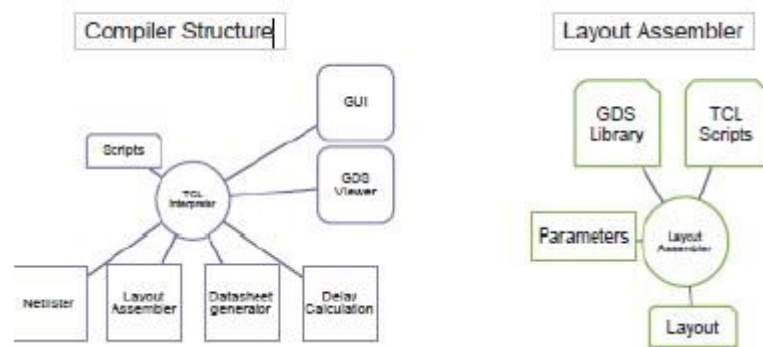 Compiler Structure
Layout Assembler
GUI
Scripts
GDS
Viewer
TCL
Interpreter
Netlister
Layout
Assembler
Datasheet
generator
Delay
Calculation
GDS
Library
TCL
Scripts
Parameters
Layout
Assembler
Layout